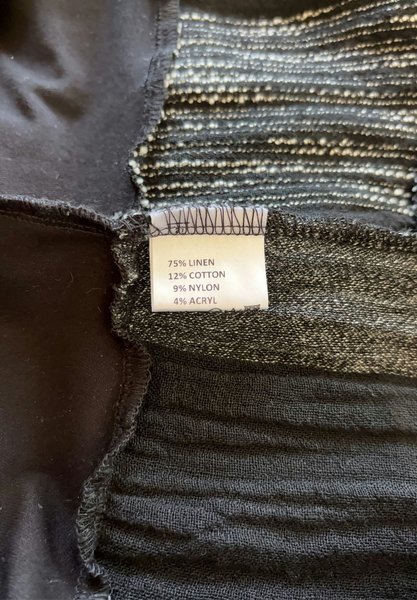 75% LINEN
12% COTTON
9% NYLON
4% ACRYL